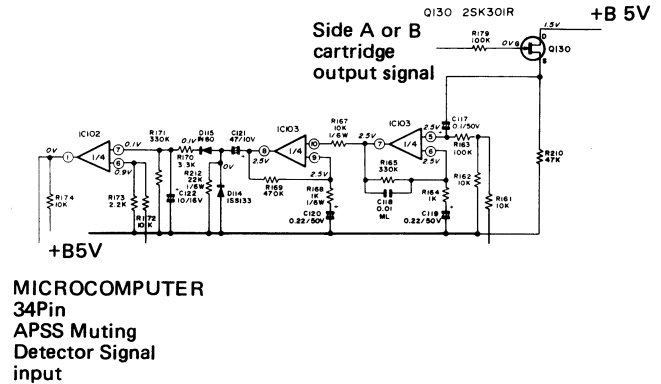 Q130 2SK301R
+B 5V
Side A or B
cartridge
output signal
1.5V
R179
100K
0V
G
D
S
Q130
R167
10K
1/6W
IC103
C117
0.1/50V
2.5V
R163
100K
R210
47K
IC102
R171
330K
D115
IN60
C121
47/10V
IC103
0V
1
1/4
7
0.1V
6
0.9V
0.1V
R170
3.3K
R212
22K
1/6W
0V
D114
1SS133
8
2.5V
1/4
10
9
2.5V
2.5V
7
1/4
5
6
2.5V
R165
330K
C118
0.01
ML
R164
1K
R162
10K
R161
10K
R174
10K
R173
2.2K
R172
10K
C122
10/16V
R169
470K
R168
1K
1/6W
C120
0.22/50V
C119
0.22/50V
+B5V
MICROCOMPUTER
34Pin
APSS Muting
Detector Signal
input